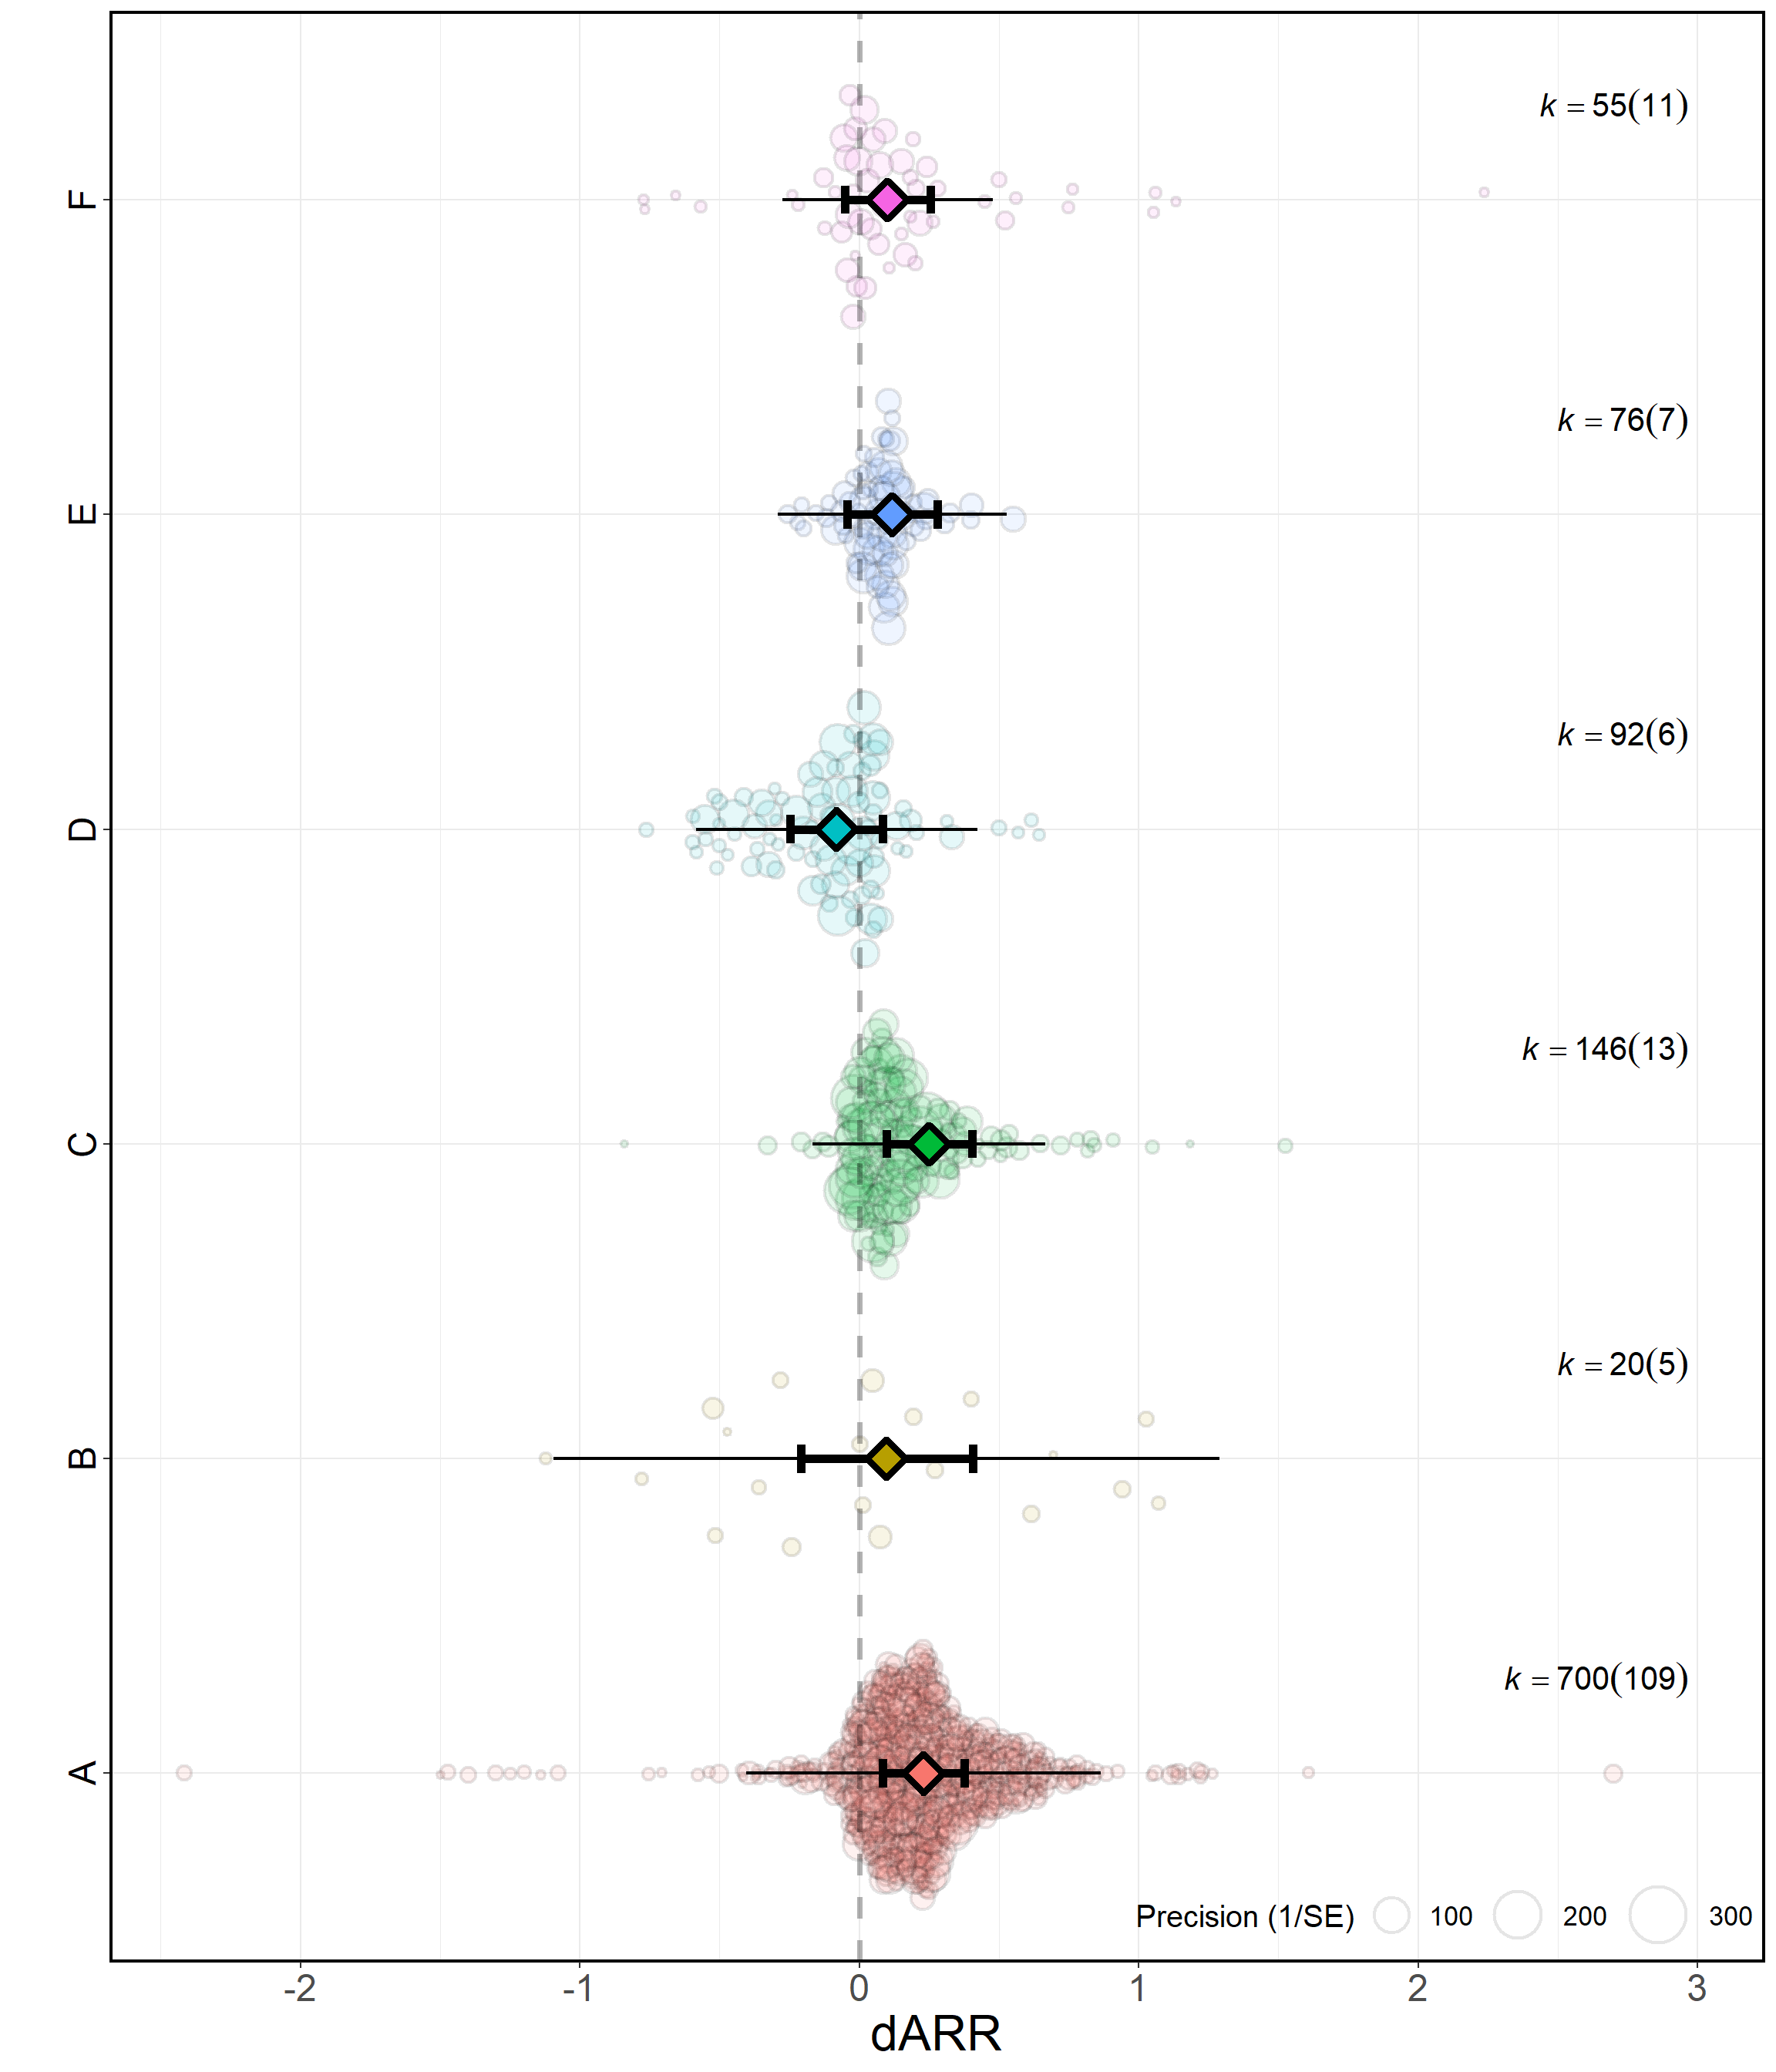 k = 55(11)
F
k = 76(7)
E
k = 92(6)
D
k = 146(13)
C
k = 20(5)
B
k = 700(109)
A
Precision (1/SE) 100 200 300
-2 -1 0 1 2 3
dARR